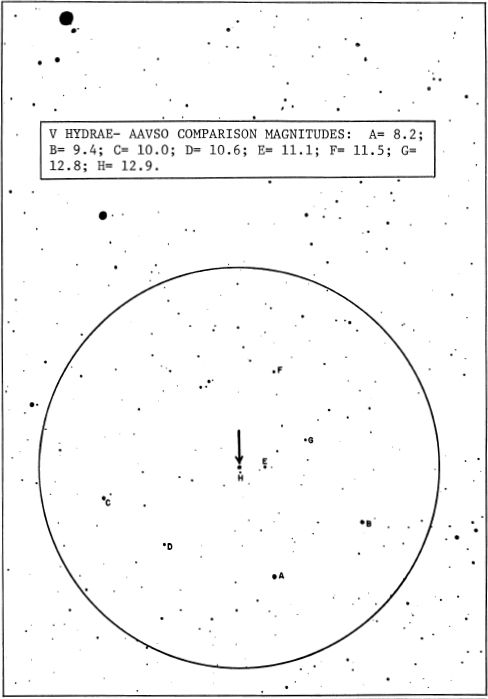 V HYDRAE- AAVSO COMPARISON MAGNITUDES: A= 8.2;
B= 9.4; C= 10.0; D= 10.6; E= 11.1; F= 11.5; G=
12.8; H= 12.9.
F
G
E
H
C
B
D
A